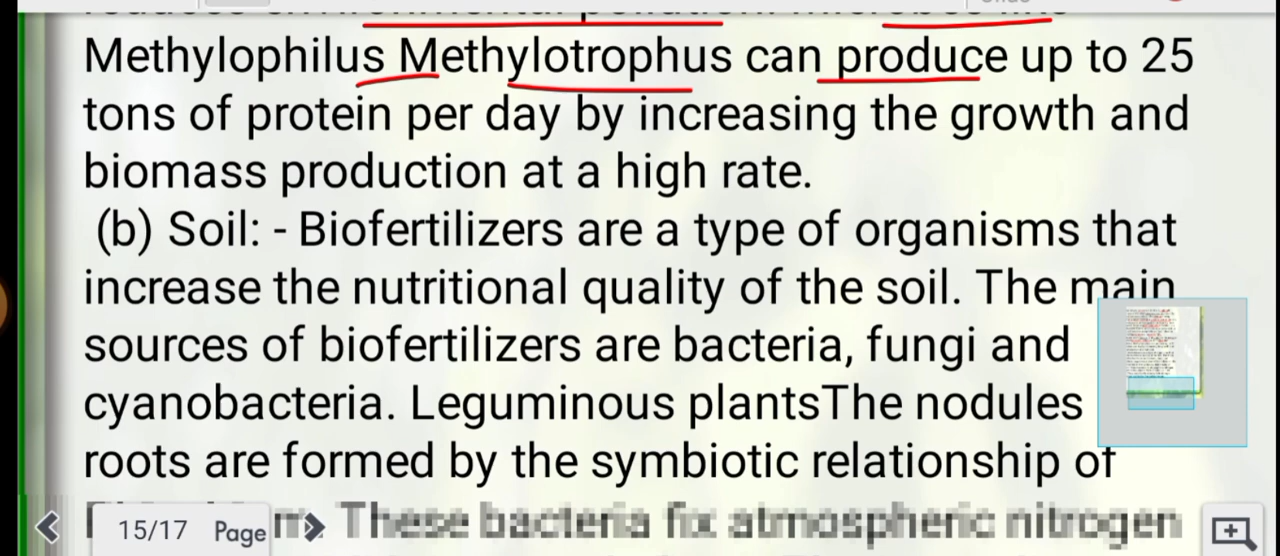 Methylophilus Methylotrophus can produce up to 25
tons of protein per day by increasing the growth and
biomass production at a high rate.
(b) Soil: - Biofertilizers are a type of organisms that
increase the nutritional quality of the soil. The main
sources of biofertilizers are bacteria, fungi and
cyanobacteria. Leguminous plantsThe nodules
roots are formed by the symbiotic relationship of
These bacteria fix atmospheric nitrogen
15/17 Page